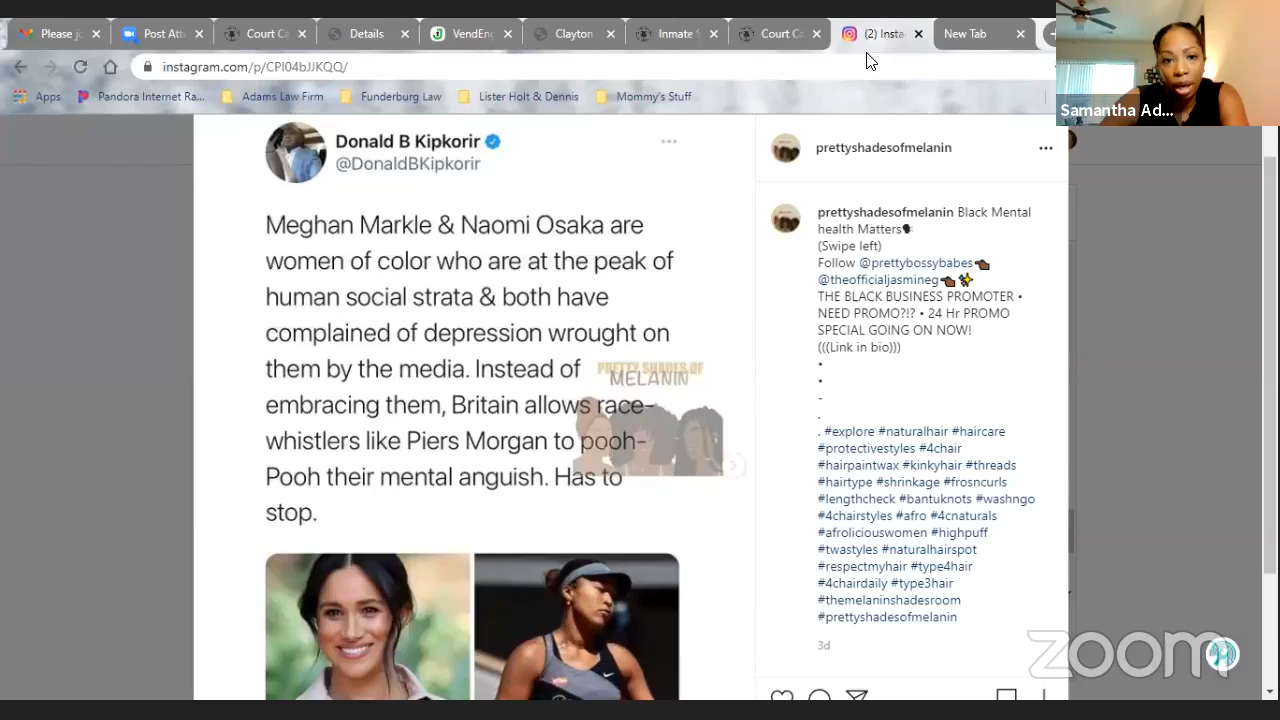 Please jc
Post Atte
Court Ca
Details
VendEng
Clayton
Inmate S
Court Ca
(2) Insta
New Tab
instagram.com/p/CPI04bJJKQQ/
Apps
Pandora Internet Ra...
Adams Law Firm
Funderburg Law
Lister Holt & Dennis
Mommy's Stuff
Samantha Ad...
Donald B Kipkorir
@DonaldBKipkorir
Meghan Markle & Naomi Osaka are
women of color who are at the peak of
human social strata & both have
complained of depression wrought on
them by the media. Instead of
embracing them, Britain allows race-
whistlers like Piers Morgan to pooh-
Pooh their mental anguish. Has to
stop.
PRETTY SHADES OF
MELANIN
prettyshadesofmelanin
prettyshadesofmelanin Black Mental
health Matters🗣
(Swipe left)
Follow @prettybossybabes👈🏿
@theofficialjasmineg👈🏿✨
THE BLACK BUSINESS PROMOTER •
NEED PROMO?!? • 24 Hr PROMO
SPECIAL GOING ON NOW!
(((Link in bio)))
•
•
-
.
. #explore #naturalhair #haircare
#protectivestyles #4chair
#hairpaintwax #kinkyhair #threads
#hairtype #shrinkage #frosncurls
#lengthcheck #bantuknots #washngo
#4chairstyles #afro #4cnaturals
#afroliciouswomen #highpuff
#twastyles #naturalhairspot
#respectmyhair #type4hair
#4chairdaily #type3hair
#themelaninshadesroom
#prettyshadesofmelanin
3d
zoom